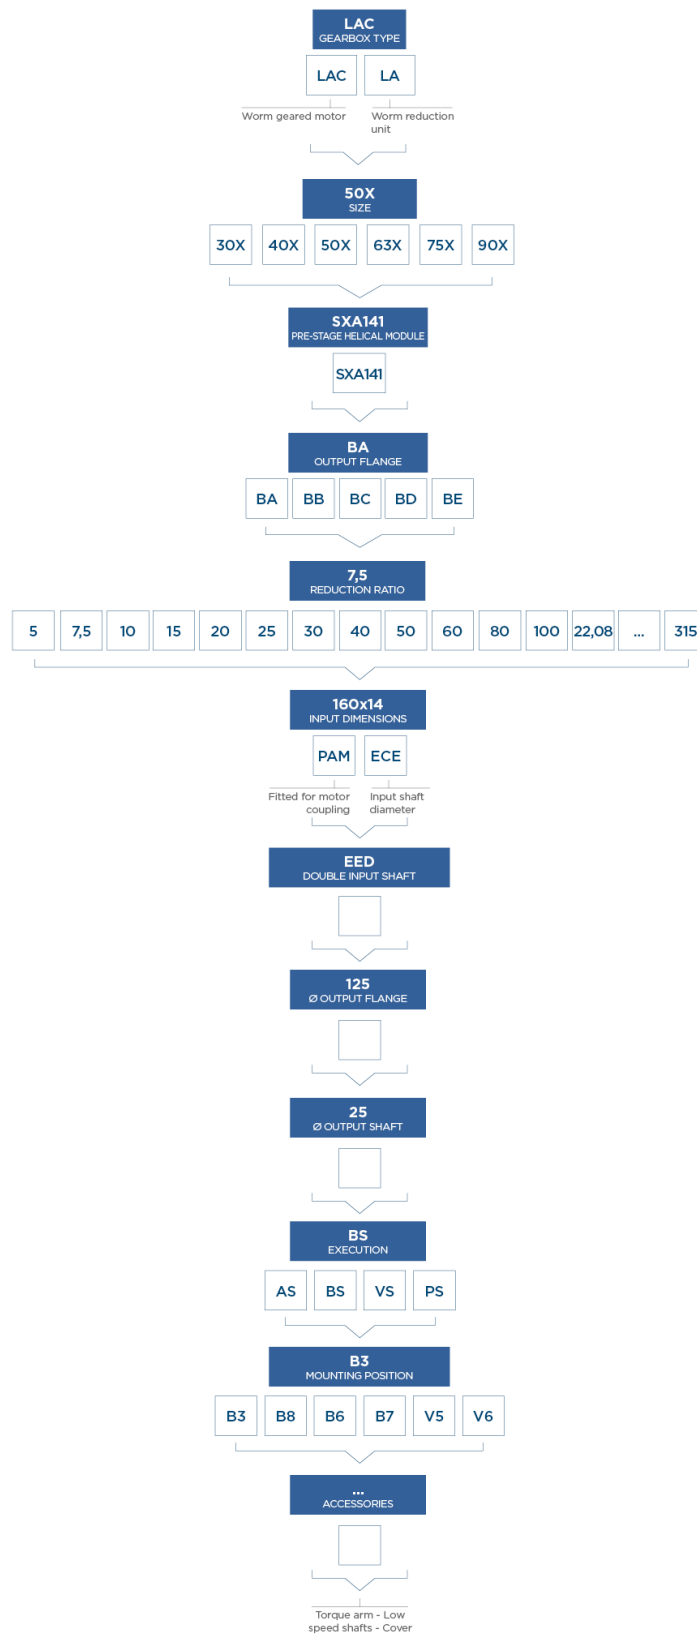 LAC
GEARBOX TYPE
LAC LA
Worm geared motor Worm reduction
unit
50X
SIZE
30X 40X 50X 63X 75X 90X
SXA141
PRE-STAGE HELICAL MODULE
SXA141
BA
OUTPUT FLANGE
BA BB BC BD BE
7,5
REDUCTION RATIO
5 7,5 10 15 20 25 30 40 50 60 80 100 22,08 ... 315
160x14
INPUT DIMENSIONS
PAM ECE
Fitted for motor Input shaft
coupling diameter
EED
DOUBLE INPUT SHAFT
125
Ø OUTPUT FLANGE
25
Ø OUTPUT SHAFT
BS
EXECUTION
AS BS VS PS
B3
MOUNTING POSITION
B3 B8 B6 B7 V5 V6
...
ACCESSORIES
Torque arm - Low
speed shafts - Cover